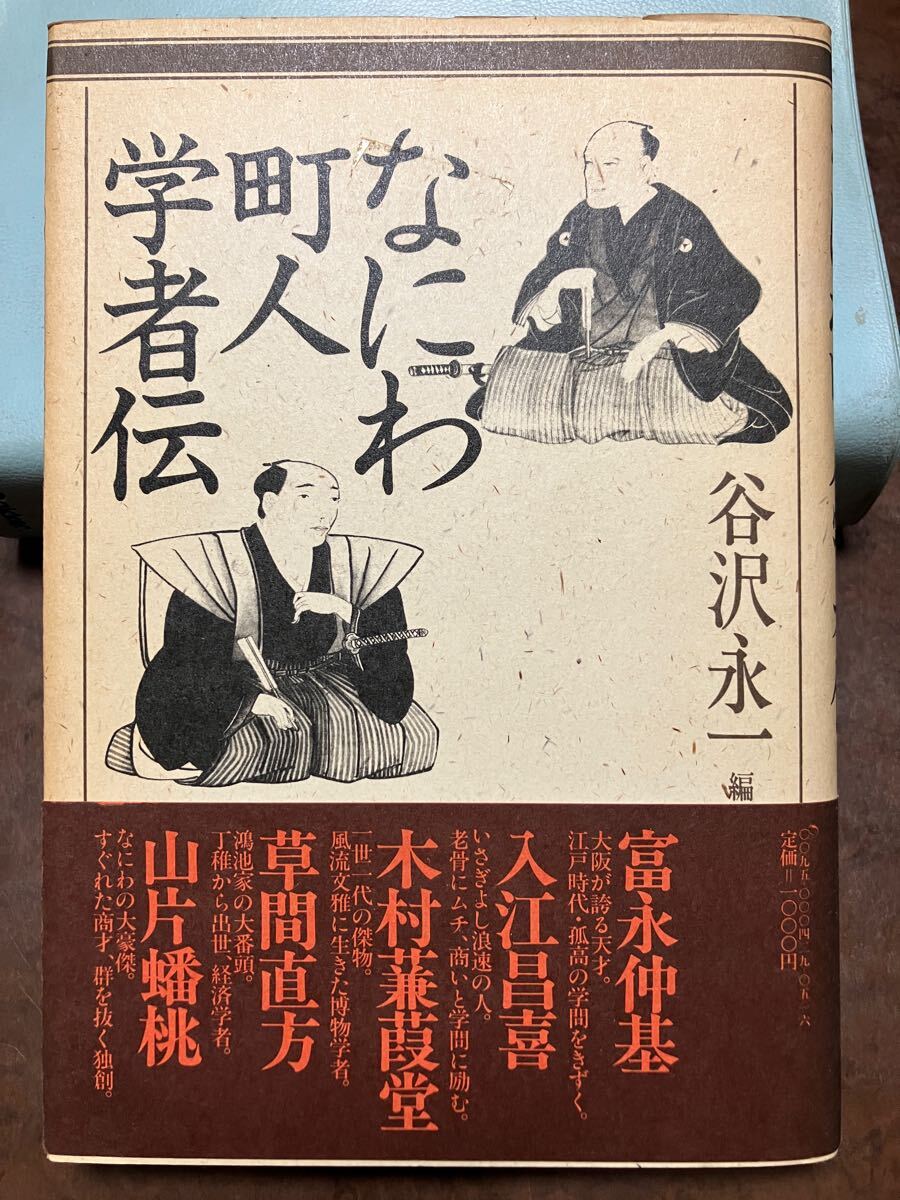 なにわ
町人
学者伝
谷沢永一 編
定価=一、〇〇〇円
富永仲基
大阪が誇る天才。
江戸時代・孤高の学問をきずく。
入江昌喜
いさぎよし浪速の人。
老骨にムチ、商いと学問に励む。
木村蒹葭堂
一世一代の傑物。
風流文雅に生きた博物学者。
草間直方
鴻池家の大番頭。
丁稚から出世、経済学者。
山片蟠桃
なにわの大豪傑。
すぐれた商才、群を抜く独創。